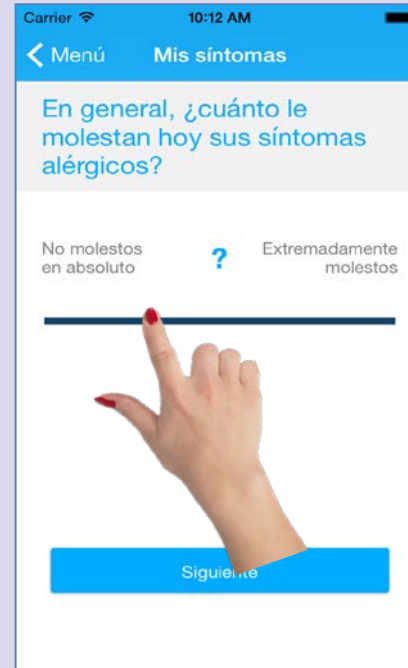 Carrier 10:12 AM
Menú Mis síntomas
En general, ¿cuánto le
molestan hoy sus síntomas
alérgicos?
No molestos ? Extremadamente
en absoluto molestos
Siguiente